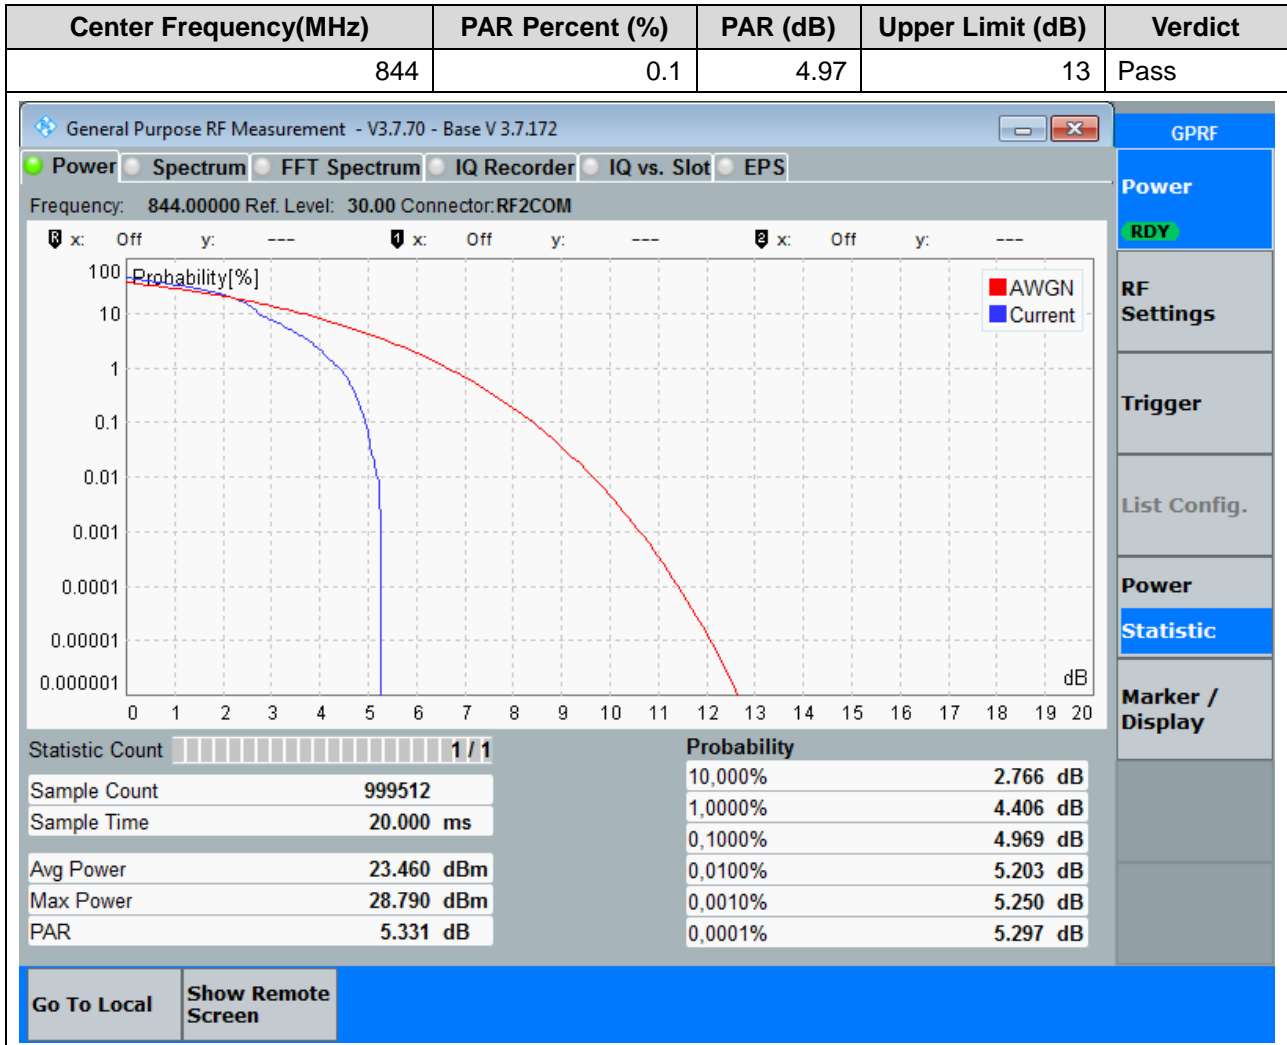 Center Frequency(MHz) PAR Percent (%) PAR (dB) Upper Limit (dB) Verdict
844 0.1 4.97 13 Pass
General Purpose RF Measurement - V3.7.70 - Base V 3.7.172
GPRF
Power Spectrum FFT Spectrum IQ Recorder IQ vs. Slot EPS
Power
RDY
Frequency: 844.00000 Ref. Level: 30.00 Connector: RF2COM
R x: Off y: --- 1 x: Off y: --- 2 x: Off y: ---
Probability[%]
AWGN
Current
100
10
1
0.1
0.01
0.001
0.0001
0.00001
0.000001
dB
0 1 2 3 4 5 6 7 8 9 10 11 12 13 14 15 16 17 18 19 20
RF
Settings
Trigger
List Config.
Power
Statistic
Marker /
Display
Statistic Count 1 / 1
Sample Count 999512
Sample Time 20.000 ms
Avg Power 23.460 dBm
Max Power 28.790 dBm
PAR 5.331 dB
Probability
10,000% 2.766 dB
1,0000% 4.406 dB
0,1000% 4.969 dB
0,0100% 5.203 dB
0,0010% 5.250 dB
0,0001% 5.297 dB
Go To Local
Show Remote
Screen